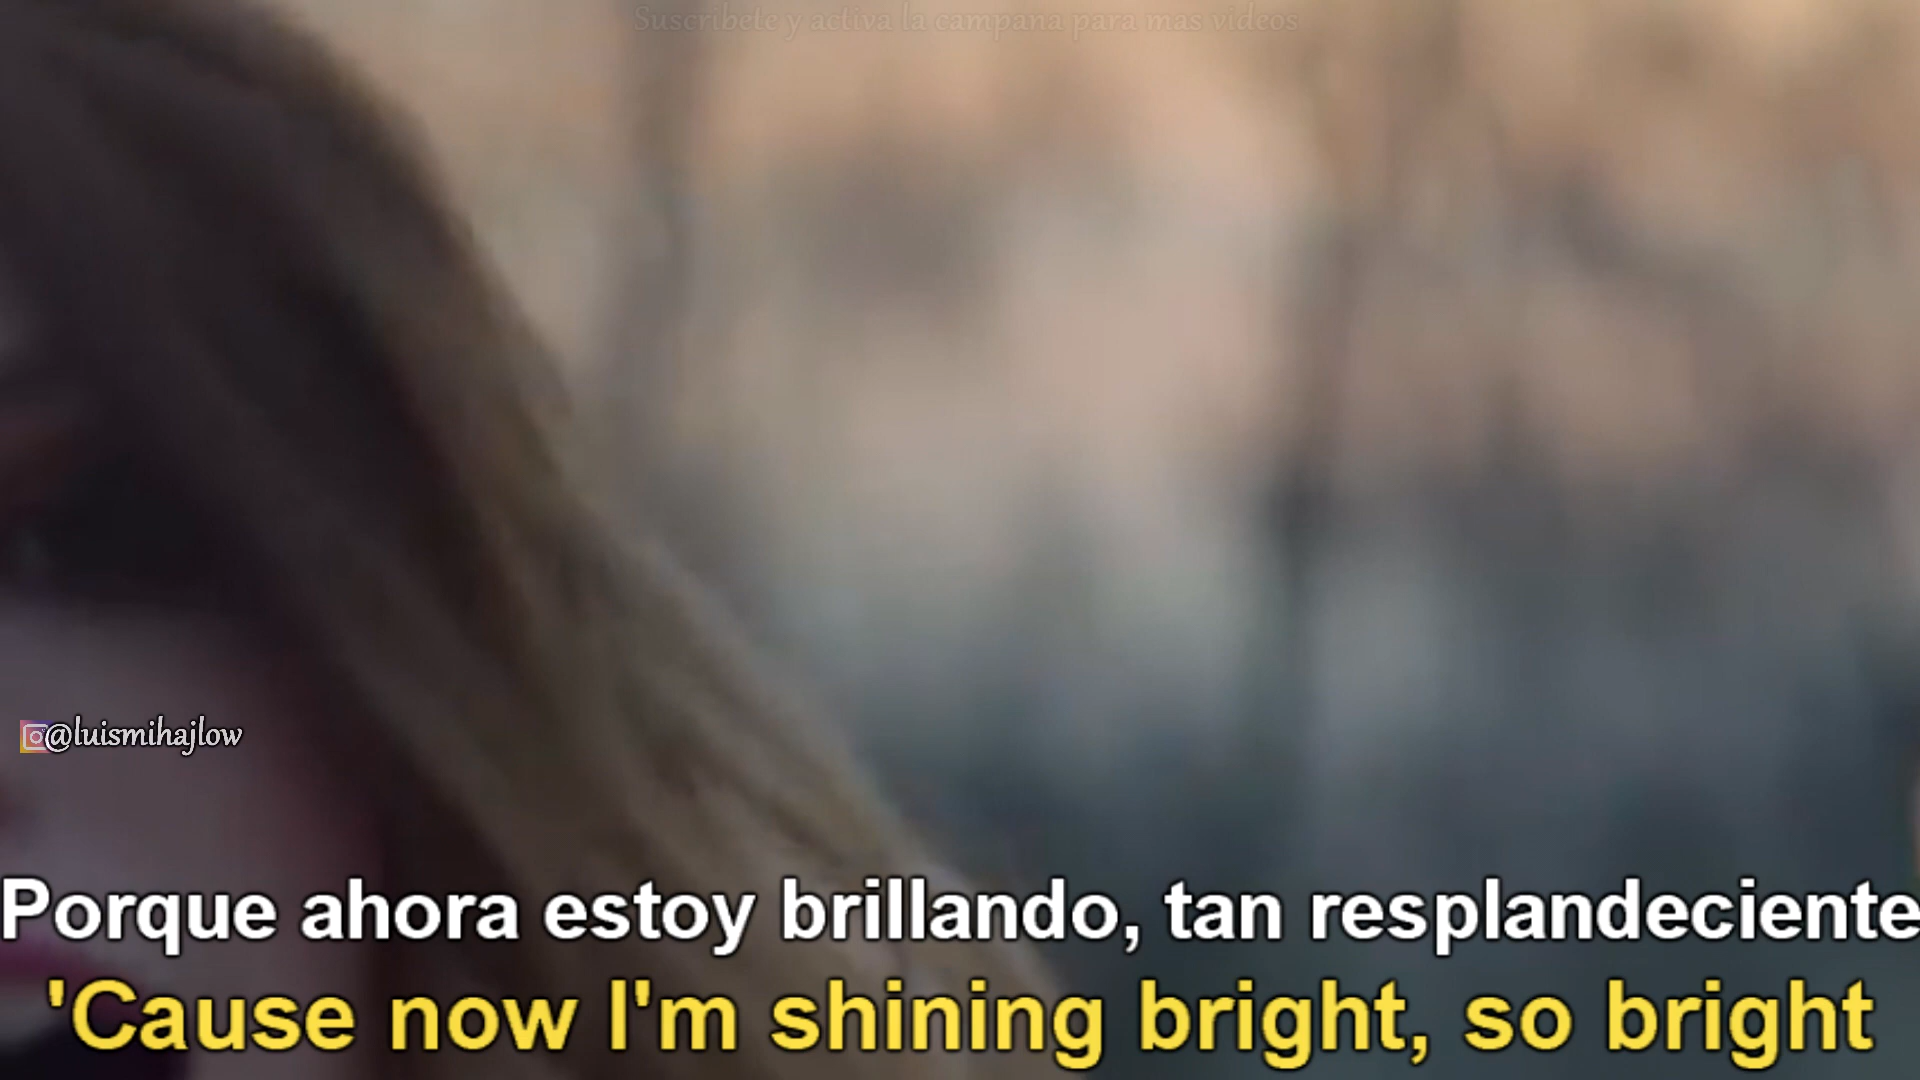 Suscribete y activa la campana para mas videos
@luismihajlow
Porque ahora estoy brillando, tan resplandeciente
'Cause now I'm shining bright, so bright